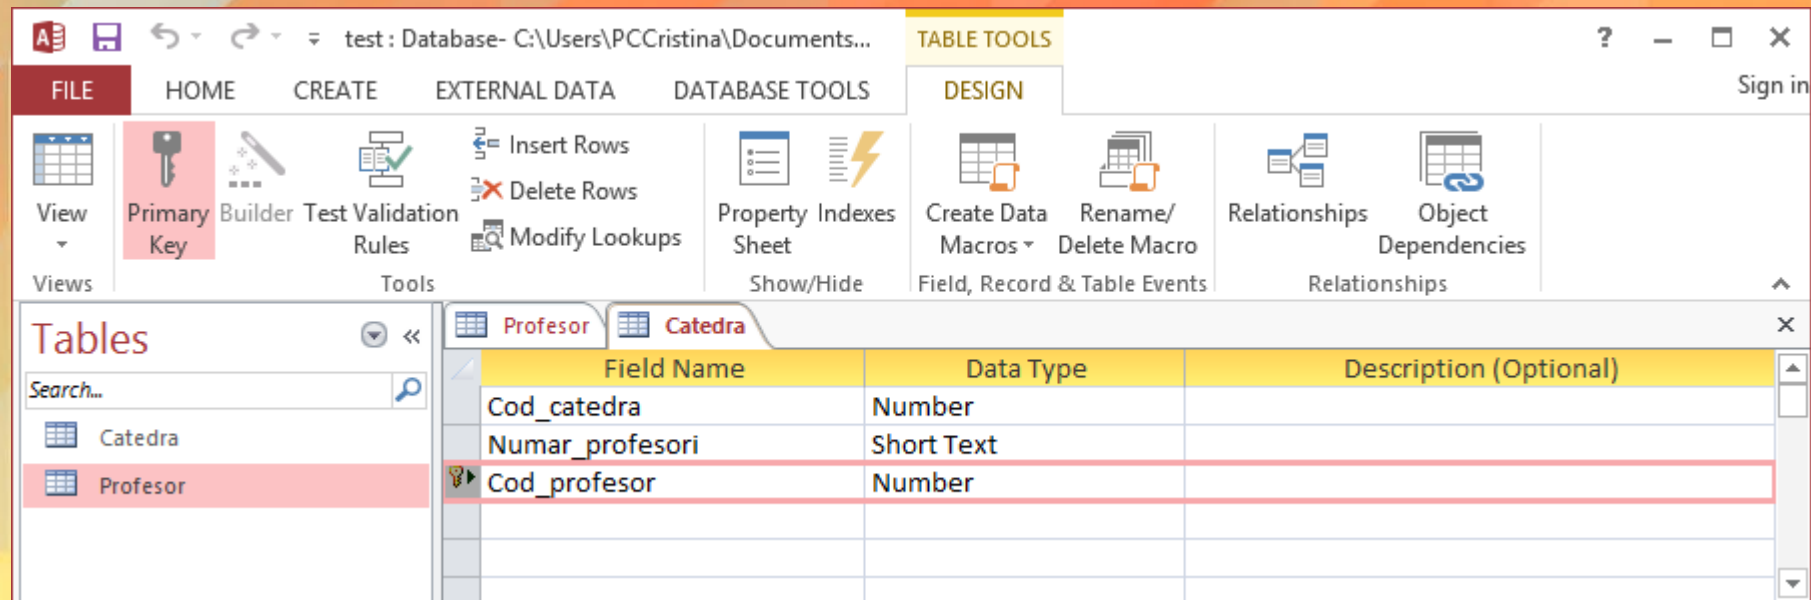 test : Database- C:\Users\PCCristina\Documents... TABLE TOOLS ?
FILE HOME CREATE EXTERNAL DATA DATABASE TOOLS DESIGN Sign in
View
Primary Key
Builder
Test Validation Rules
Insert Rows
Delete Rows
Modify Lookups
Property Sheet
Indexes
Create Data Macros
Rename/ Delete Macro
Relationships
Object Dependencies
Views Tools Show/Hide Field, Record & Table Events Relationships
Tables
Search...
Catedra
Profesor
Profesor Catedra
Field Name Data Type Description (Optional)
Cod_catedra Number
Numar_profesori Short Text
Cod_profesor Number